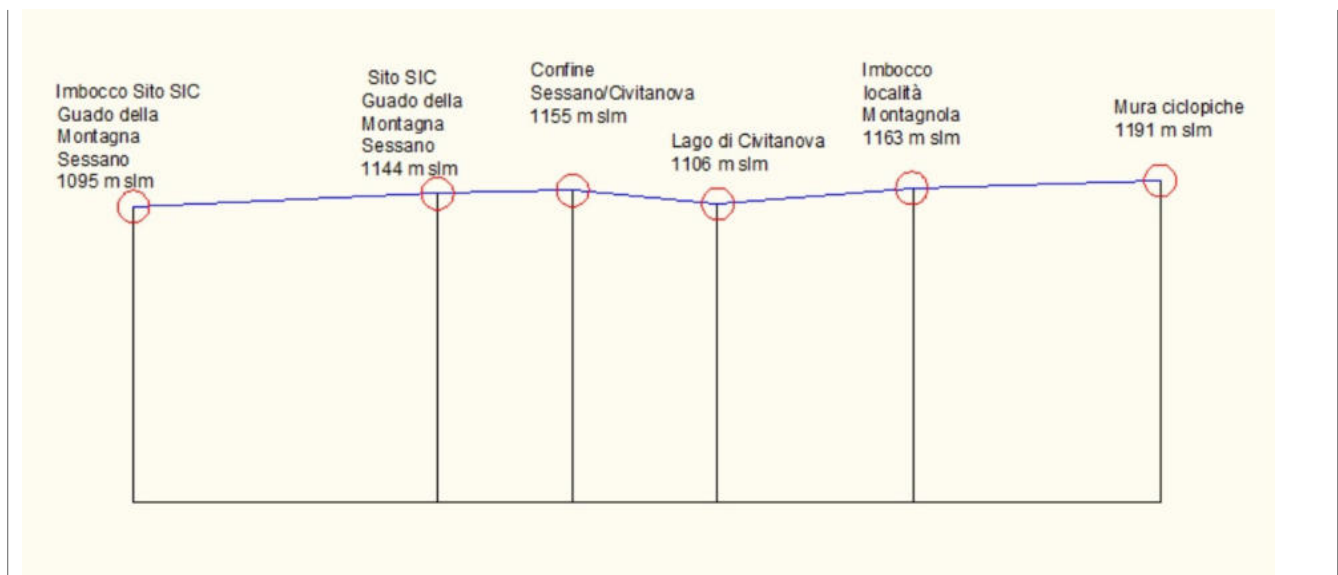 Imbocco Sito SIC
Guado della
Montagna
Sessano
1095 m slm
Sito SIC
Guado della
Montagna
Sessano
1144 m slm
Confine
Sessano/Civitanova
1155 m slm
Lago di Civitanova
1106 m slm
Imbocco
località
Montagnola
1163 m slm
Mura ciclopiche
1191 m slm